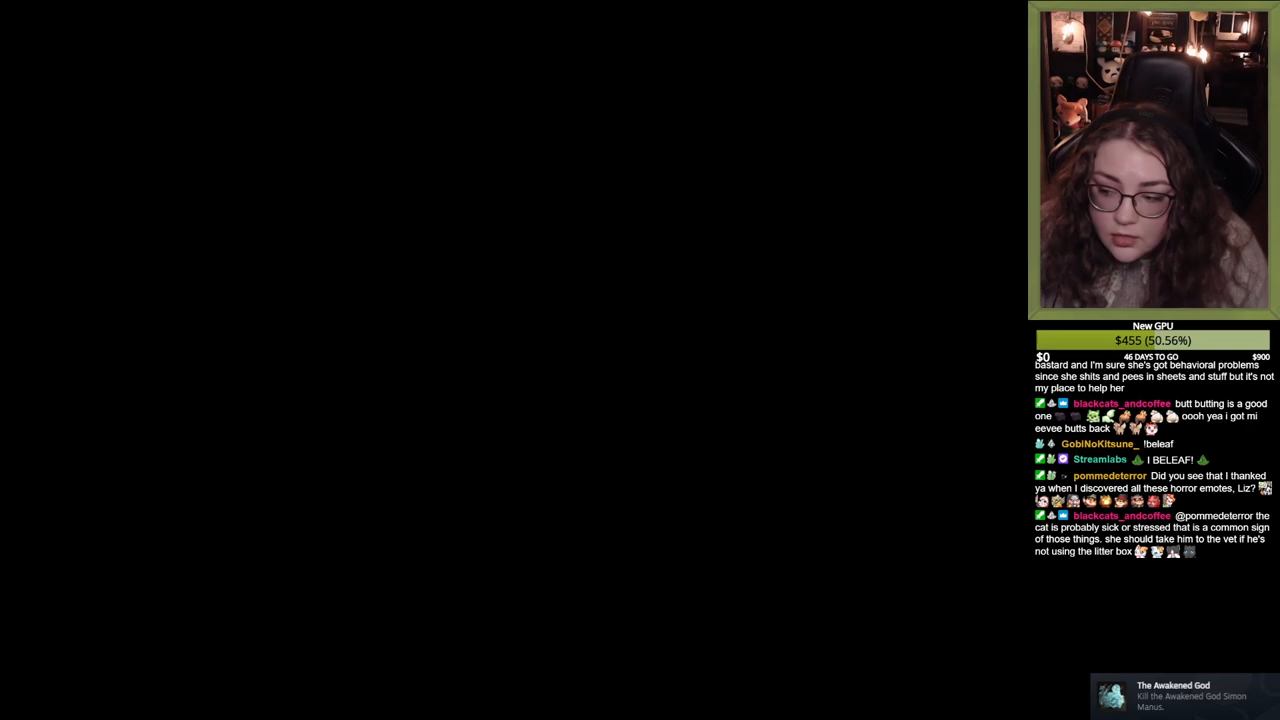 New GPU
$455 (50.56%)
$0 46 DAYS TO GO $900
bastard and I'm sure she's got behavioral problems
since she shits and pees in sheets and stuff but it's not
my place to help her
blackcats_andcoffee butt butting is a good
one oooh yea i got mi
eevee butts back
GobiNoKitsune_ !beleaf
Streamlabs I BELEAF!
pommedeterror Did you see that I thanked
ya when I discovered all these horror emotes, Liz?
blackcats_andcoffee @pommedeterror the
cat is probably sick or stressed that is a common sign
of those things. she should take him to the vet if he's
not using the litter box
The Awakened God
Kill the Awakened God Simon
Manus.